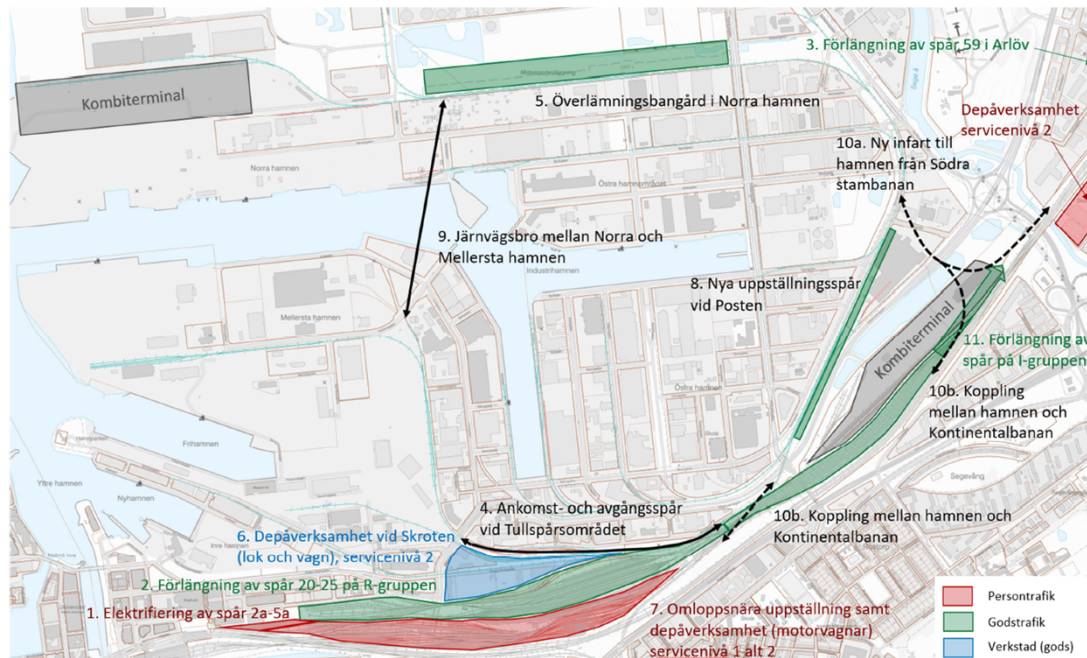 3. Förlängning av spår 59 i Arlöv
Kombiterminal
5. Överlämningsbangård i Norra hamnen
Depåverksamhet
servicenivå 2
10a. Ny infart till
hamnen från Södra
stambanan
Norra hamnen
Östra hamnområdet
Sege å
9. Järnvägsbro mellan Norra och
Mellersta hamnen
Industrihamnen
8. Nya uppställningsspår
vid Posten
Mellersta hamnen
Kombiterminal
11. Förlängning av
spår på I-gruppen
Östra hamnen
10b. Koppling
mellan hamnen och
Kontinentalbanan
Frihamnen
Yttre hamnen
Nyhamnen
Segevång
4. Ankomst- och avgångsspår
vid Tullspårsområdet
10b. Koppling mellan hamnen och
Kontinentalbanan
Inre hamnen
6. Depåverksamhet vid Skroten
(lok och vagn), servicenivå 2
2. Förlängning av spår 20-25 på R-gruppen
1. Elektrifiering av spår 2a-5a
7. Omloppsnära uppställning samt
depåverksamhet (motorvagnar)
servicenivå 1 alt 2
Persontrafik
Godstrafik
Verkstad (gods)